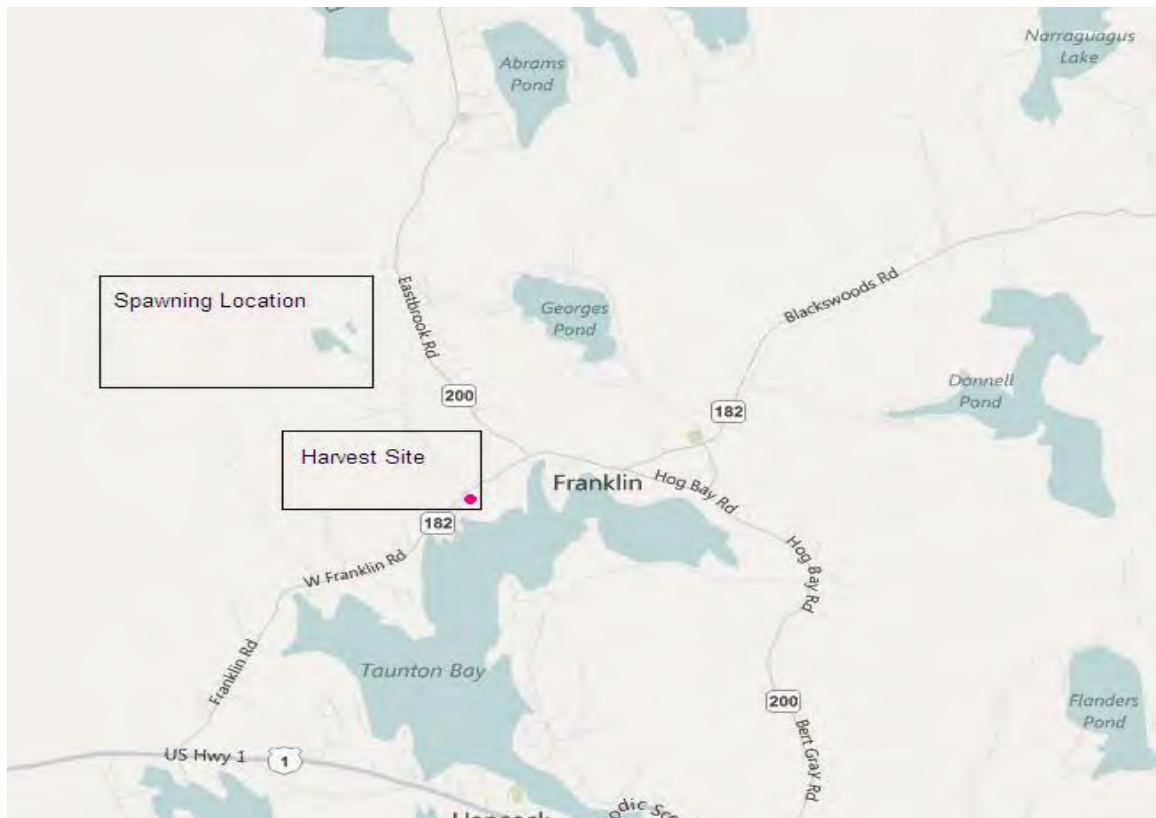 Abrams
Pond
Narraguagus
Lake
Spawning Location
Eastbrook Rd
Georges
Pond
Blackswoods Rd
200
182
Donnell
Pond
Harvest Site
Franklin
Hog Bay Rd
182
W Franklin Rd
Hog Bay Rd
Franklin Rd
Taunton Bay
200
Flanders
Pond
Bert Gray Rd
US Hwy 1
1